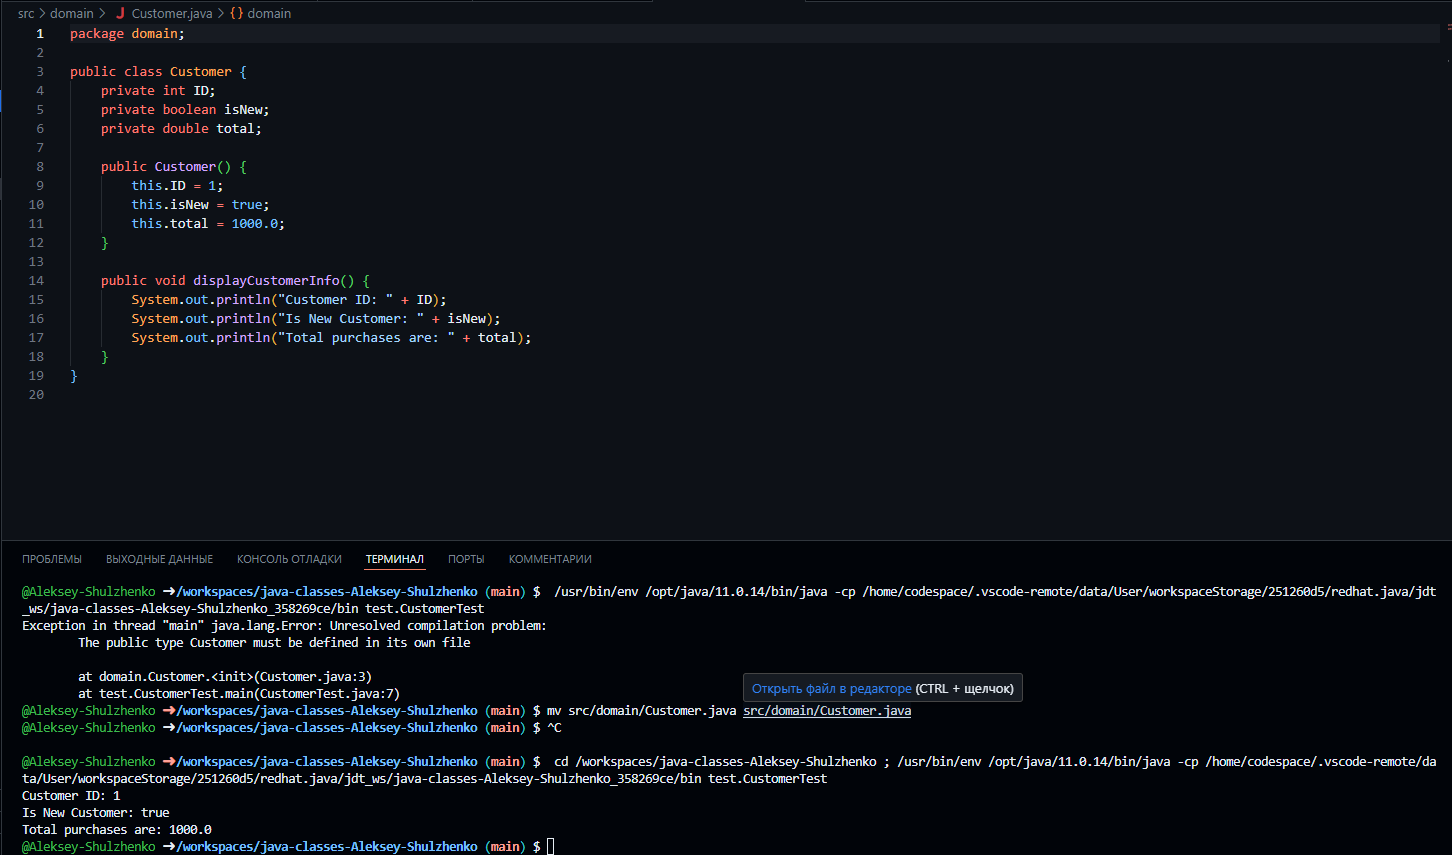 src > domain > J Customer.java > {} domain
1 package domain;
2
3 public class Customer {
4 private int ID;
5 private boolean isNew;
6 private double total;
7
8 public Customer() {
9 this.ID = 1;
10 this.isNew = true;
11 this.total = 1000.0;
12 }
13
14 public void displayCustomerInfo() {
15 System.out.println("Customer ID: " + ID);
16 System.out.println("Is New Customer: " + isNew);
17 System.out.println("Total purchases are: " + total);
18 }
19 }
20
ПРОБЛЕМЫ ВЫХОДНЫЕ ДАННЫЕ КОНСОЛЬ ОТЛАДКИ ТЕРМИНАЛ ПОРТЫ КОММЕНТАРИИ
@Aleksey-Shulzhenko ➜/workspaces/java-classes-Aleksey-Shulzhenko (main) $ /usr/bin/env /opt/java/11.0.14/bin/java -cp /home/codespace/.vscode-remote/data/User/workspaceStorage/251260d5/redhat.java/jdt
_ws/java-classes-Aleksey-Shulzhenko_358269ce/bin test.CustomerTest
Exception in thread "main" java.lang.Error: Unresolved compilation problem:
The public type Customer must be defined in its own file
at domain.Customer.<init>(Customer.java:3)
at test.CustomerTest.main(CustomerTest.java:7)
Открыть файл в редакторе (CTRL + щелчок)
@Aleksey-Shulzhenko ➜/workspaces/java-classes-Aleksey-Shulzhenko (main) $ mv src/domain/Customer.java src/domain/Customer.java
@Aleksey-Shulzhenko ➜/workspaces/java-classes-Aleksey-Shulzhenko (main) $ ^C
@Aleksey-Shulzhenko ➜/workspaces/java-classes-Aleksey-Shulzhenko (main) $ cd /workspaces/java-classes-Aleksey-Shulzhenko ; /usr/bin/env /opt/java/11.0.14/bin/java -cp /home/codespace/.vscode-remote/da
ta/User/workspaceStorage/251260d5/redhat.java/jdt_ws/java-classes-Aleksey-Shulzhenko_358269ce/bin test.CustomerTest
Customer ID: 1
Is New Customer: true
Total purchases are: 1000.0
@Aleksey-Shulzhenko ➜/workspaces/java-classes-Aleksey-Shulzhenko (main) $